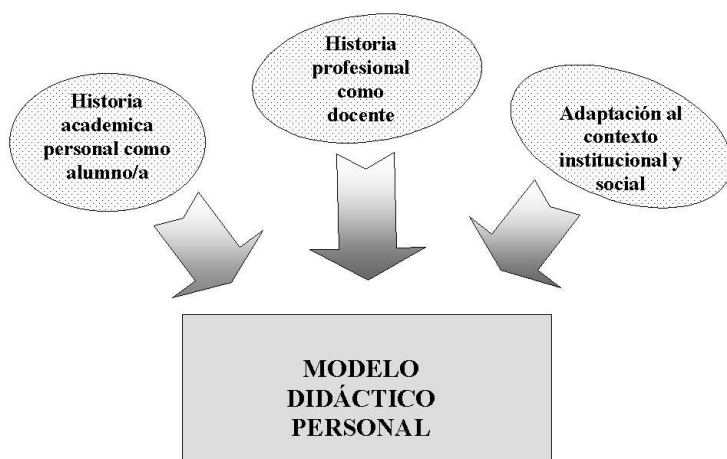 Historia
academica
personal como
alumno/a
Historia
profesional
como
docente
Adaptación al
contexto
institucional y
social
MODELO
DIDÁCTICO
PERSONAL